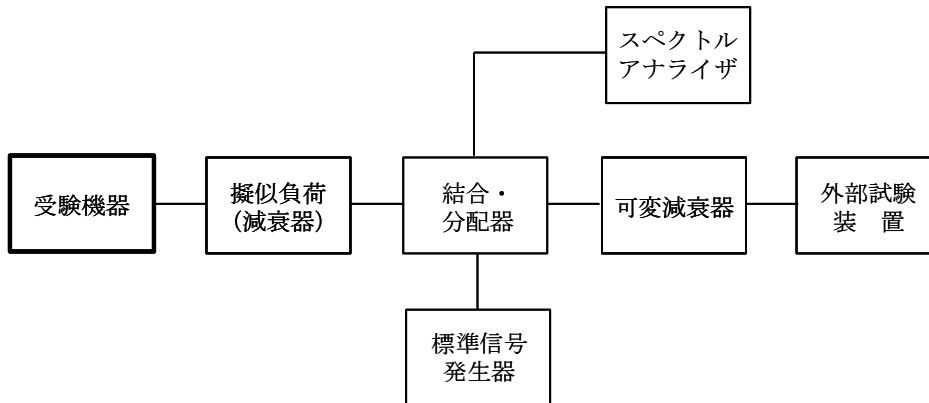 スペクトル
アナライザ
受験機器
擬似負荷
(減衰器)
結合・
分配器
可変減衰器
外部試験
装　置
標準信号
発生器